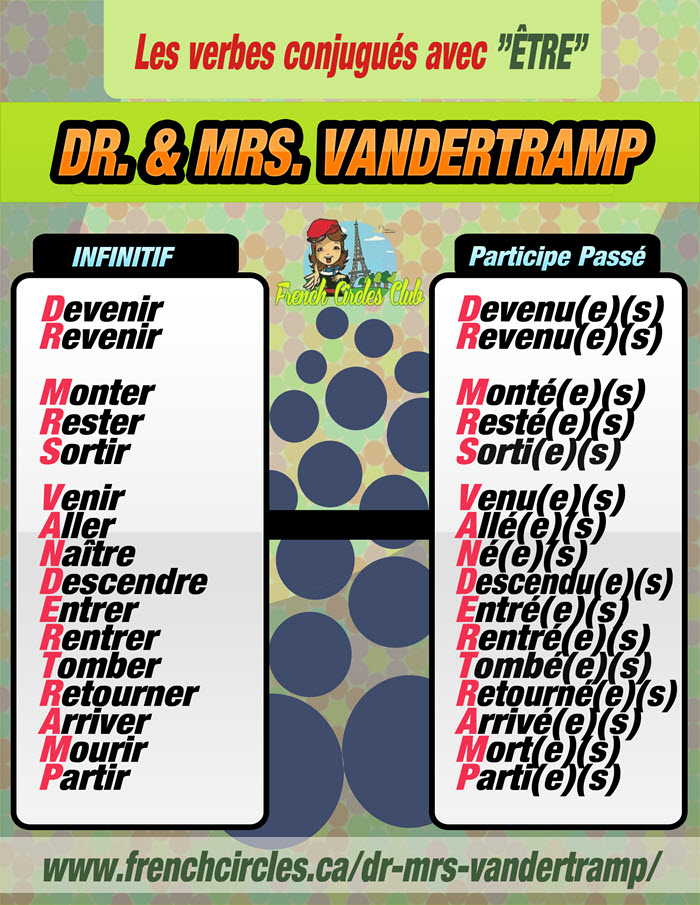 Les verbes conjugués avec "ÊTRE"
DR. & MRS. VANDERTRAMP
INFINITIF
Devenir
Revenir
Monter
Rester
Sortir
Venir
Aller
Naître
Descendre
Entrer
Rentrer
Tomber
Retourner
Arriver
Mourir
Partir
French Circles Club
Participe Passé
Devenu(e)(s)
Revenu(e)(s)
Monté(e)(s)
Resté(e)(s)
Sorti(e)(s)
Venu(e)(s)
Allé(e)(s)
Né(e)(s)
Descendu(e)(s)
Entré(e)(s)
Rentré(e)(s)
Tombé(e)(s)
Retourné(e)(s)
Arrivé(e)(s)
Mort(e)(s)
Parti(e)(s)
www.frenchcircles.ca/dr-mrs-vandertramp/